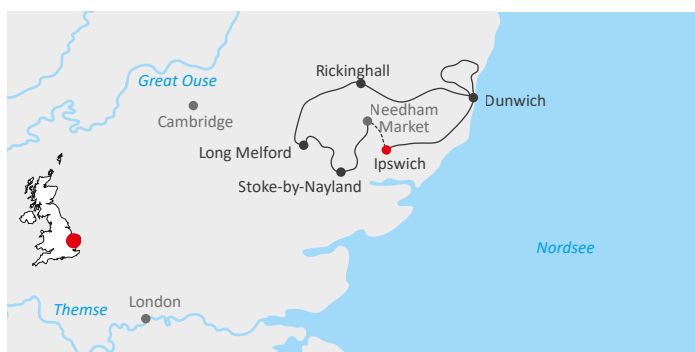 Rickinghall
Great Ouse
Dunwich
Needham
Market
Cambridge
Long Melford
Ipswich
Stoke-by-Nayland
Nordsee
London
Themse